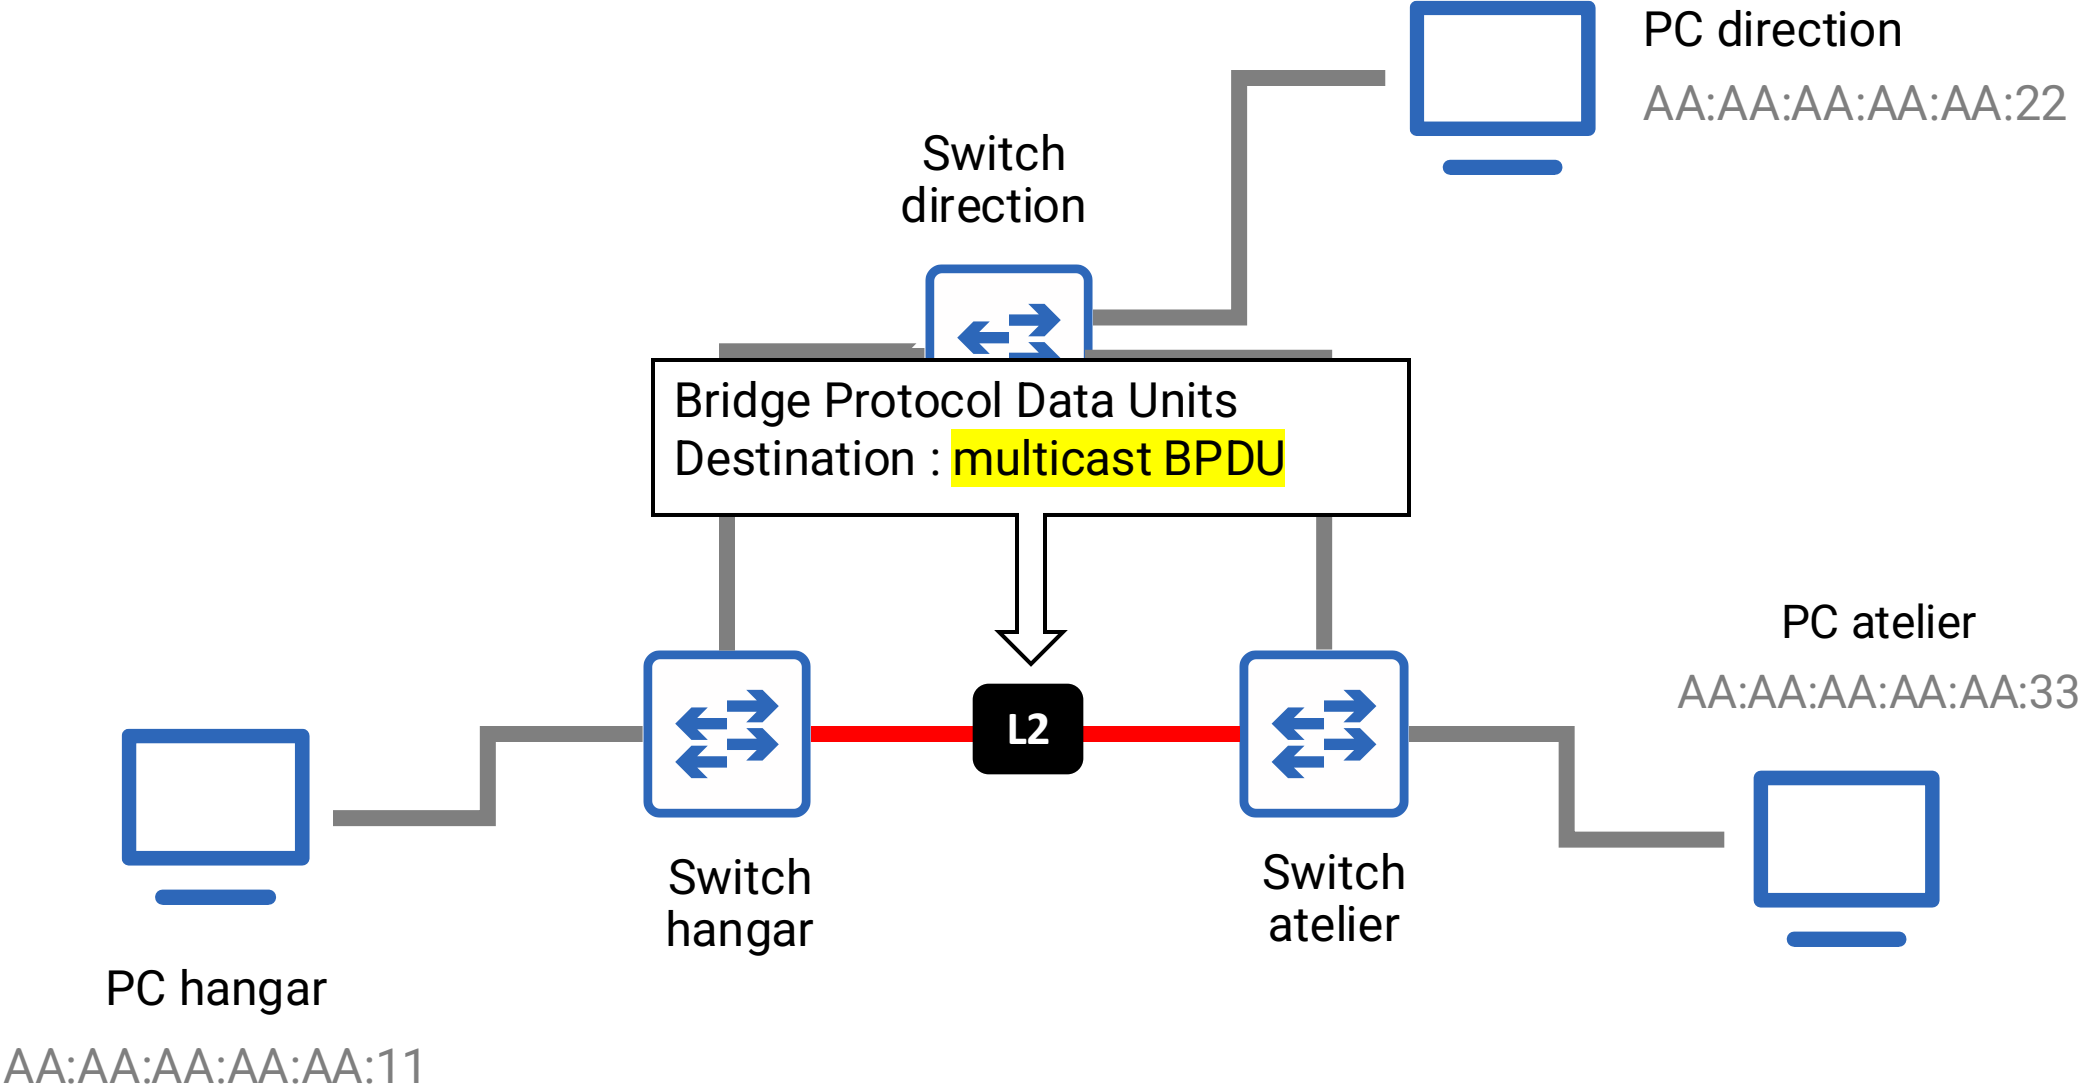 PC direction
AA:AA:AA:AA:AA:22
Switch
direction
Bridge Protocol Data Units
Destination : multicast BPDU
PC atelier
AA:AA:AA:AA:AA:33
L2
Switch
hangar
Switch
atelier
PC hangar
AA:AA:AA:AA:AA:11